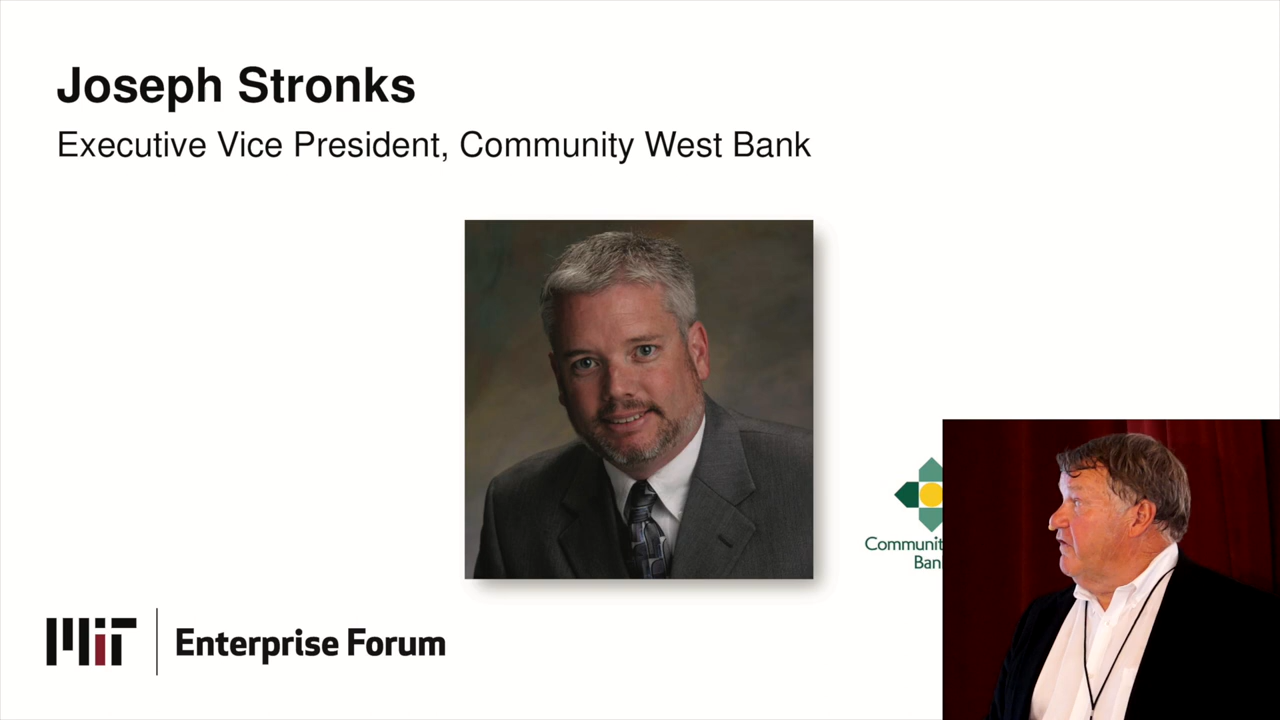 Joseph Stronks
Executive Vice President, Community West Bank
MIT
Enterprise Forum